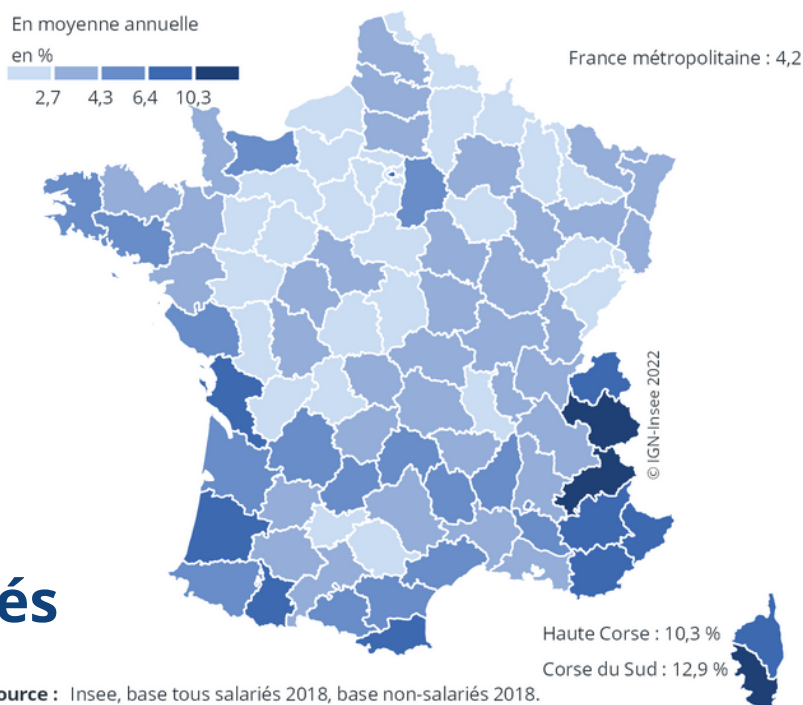 En moyenne annuelle
en %
2,7 4,3 6,4 10,3
France métropolitaine : 4,2
© IGN-Insee 2022
és
Haute Corse : 10,3 %
Corse du Sud : 12,9 %
ource : Insee, base tous salariés 2018, base non-salariés 2018.